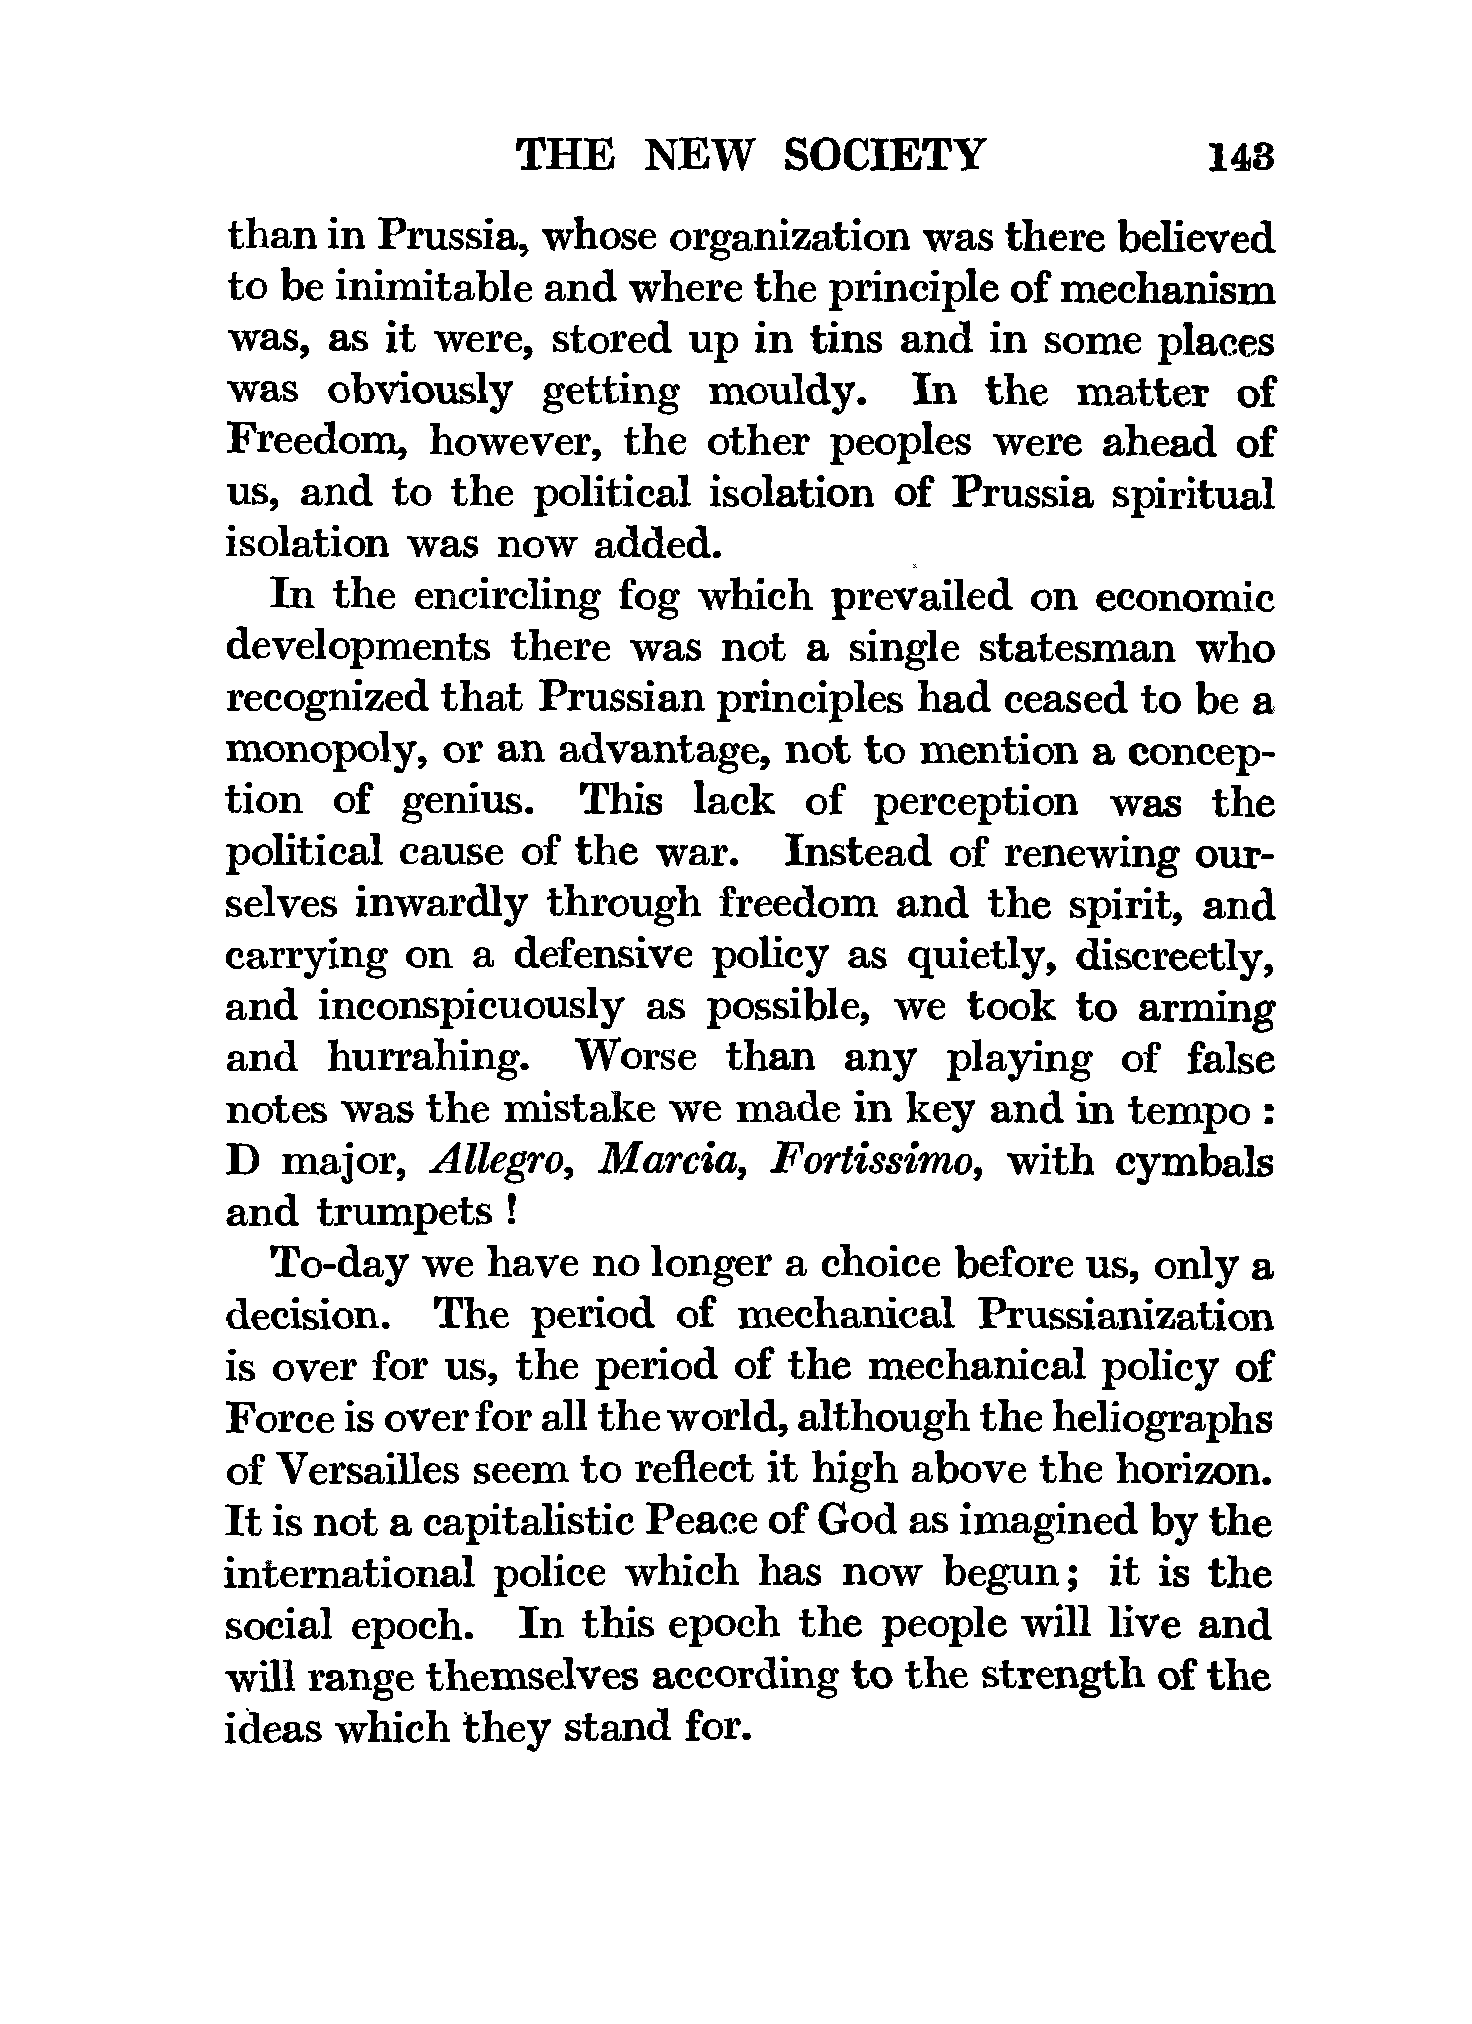 THE NEW SOCIETY 143
than in Prussia, whose organization was there believed
to be inimitable and where the principle of mechanism
was, as it were, stored up in tins and in some places
was obviously getting mouldy. In the matter of
Freedom, however, the other peoples were ahead of
us, and to the political isolation of Prussia spiritual
isolation was now added.
In the encircling fog which prevailed on economic
developments there was not a single statesman who
recognized that Prussian principles had ceased to be a
monopoly, or an advantage, not to mention a concep-
tion of genius. This lack of perception was the
political cause of the war. Instead of renewing our-
selves inwardly through freedom and the spirit, and
carrying on a defensive policy as quietly, discreetly,
and inconspicuously as possible, we took to arming
and hurrahing. Worse than any playing of false
notes was the mistake we made in key and in tempo :
D major, Allegro, Marcia, Fortissimo, with cymbals
and trumpets !
To-day we have no longer a choice before us, only a
decision. The period of mechanical Prussianization
is over for us, the period of the mechanical policy of
Force is over for all the world, although the heliographs
of Versailles seem to reflect it high above the horizon.
It is not a capitalistic Peace of God as imagined by the
international police which has now begun; it is the
social epoch. In this epoch the people will live and
will range themselves according to the strength of the
ideas which they stand for.